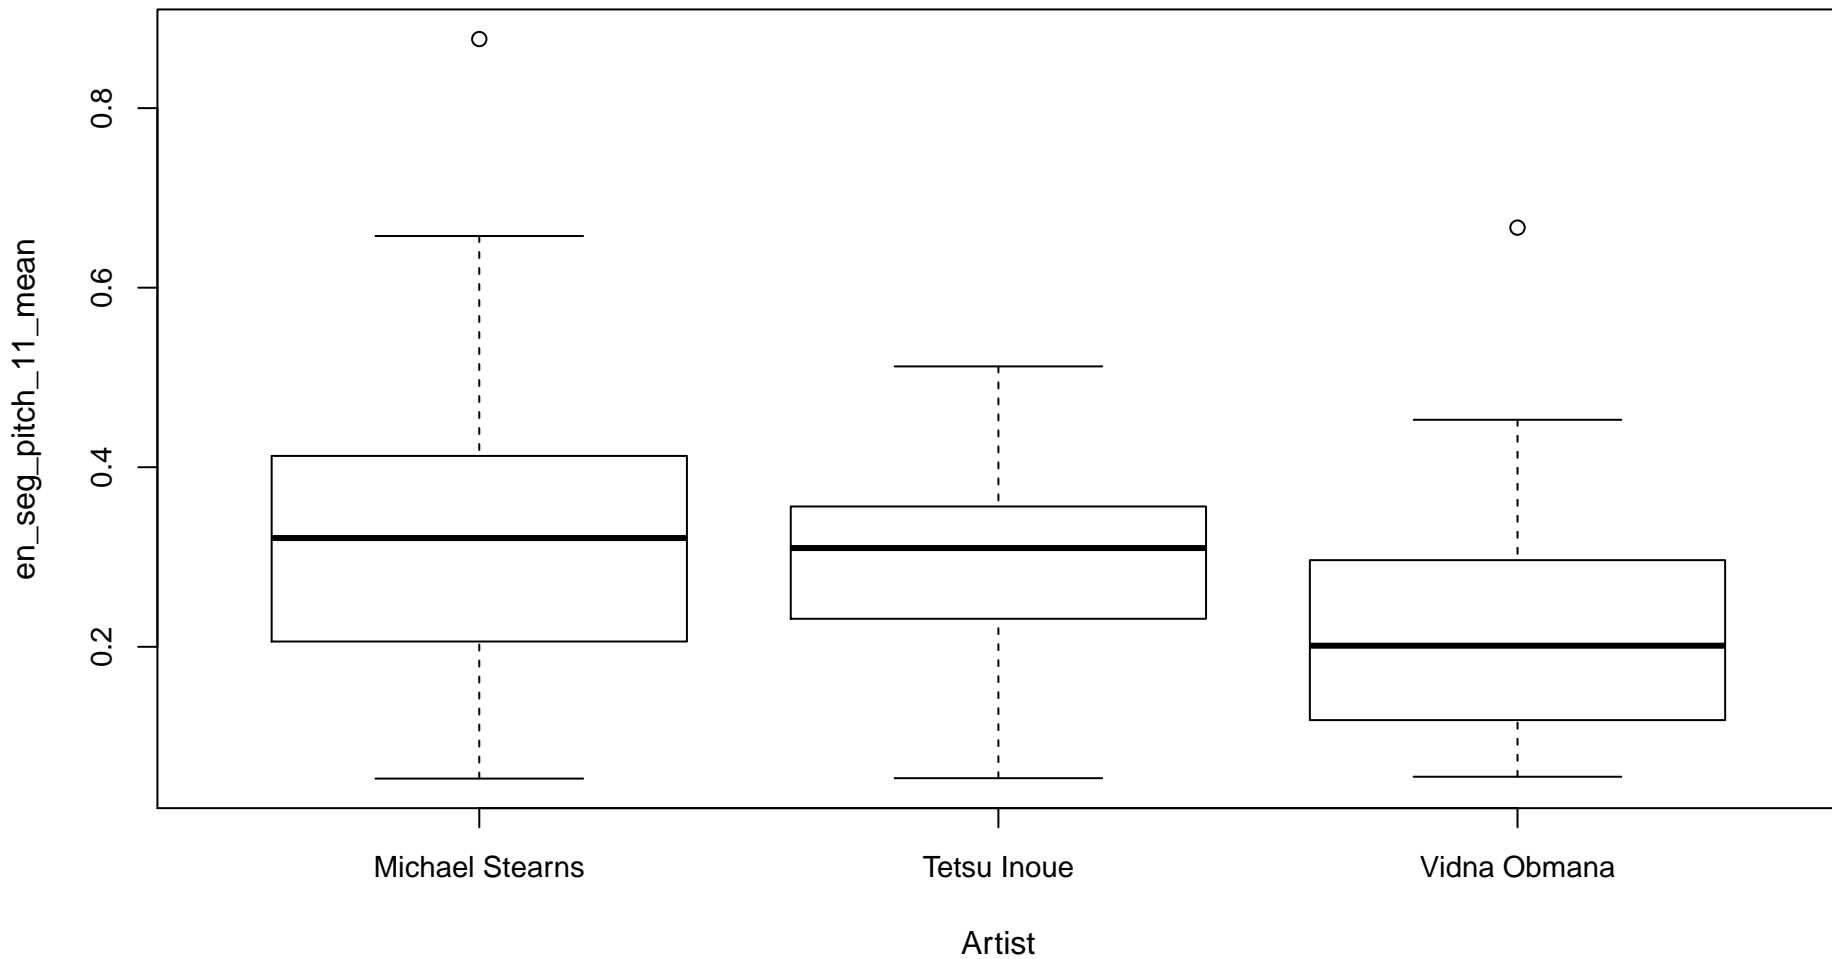 en_seg_pitch_11_mean
0.8
0.6
0.4
0.2
Michael Stearns
Tetsu Inoue
Vidna Obmana
Artist